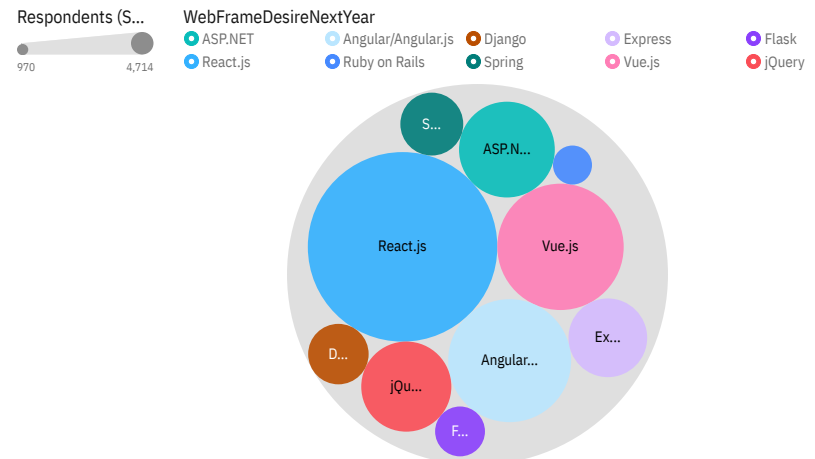 Respondents (S...
970
4,714
WebFrameDesireNextYear
ASP.NET Angular/Angular.js Django Express Flask
React.js Ruby on Rails Spring Vue.js jQuery
S...
ASP.N...
React.js
Vue.js
Ex...
D...
Angular...
jQu...
F...